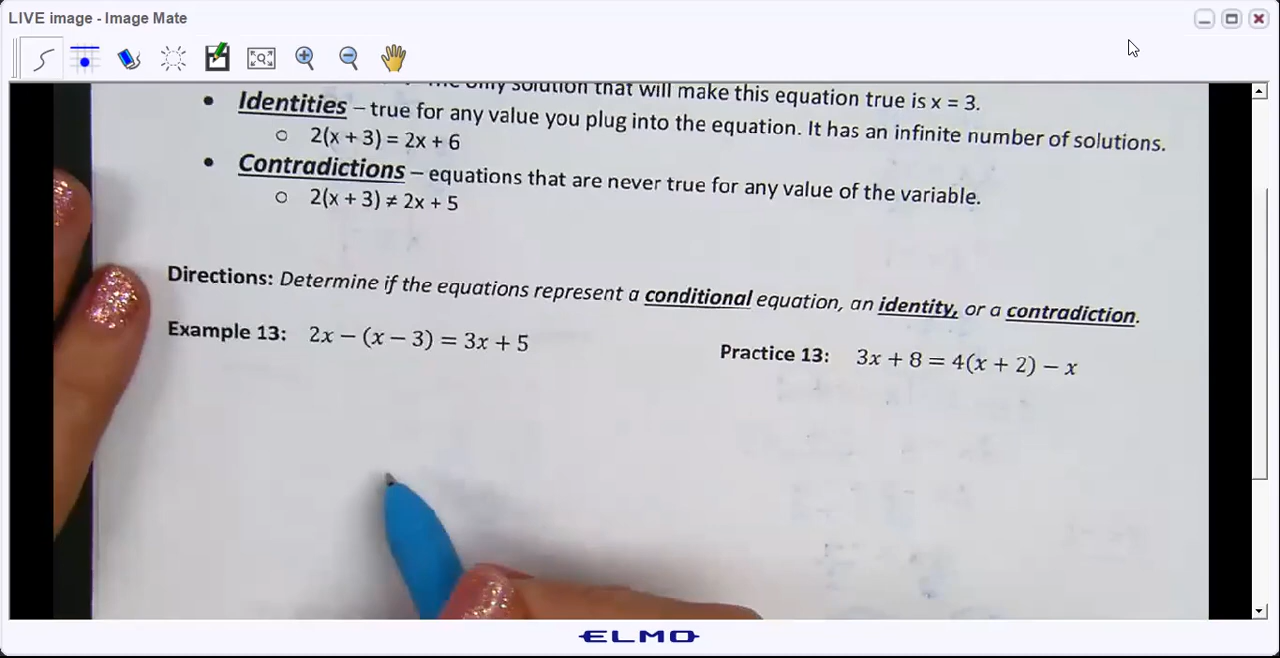 LIVE image - Image Mate
The only solution that will make this equation true is x = 3.
• Identities – true for any value you plug into the equation. It has an infinite number of solutions.
○ 2(x + 3) = 2x + 6
• Contradictions – equations that are never true for any value of the variable.
○ 2(x + 3) ≠ 2x + 5
Directions: Determine if the equations represent a conditional equation, an identity, or a contradiction.
Example 13: 2x − (x − 3) = 3x + 5
Practice 13: 3x + 8 = 4(x + 2) − x
ELMO